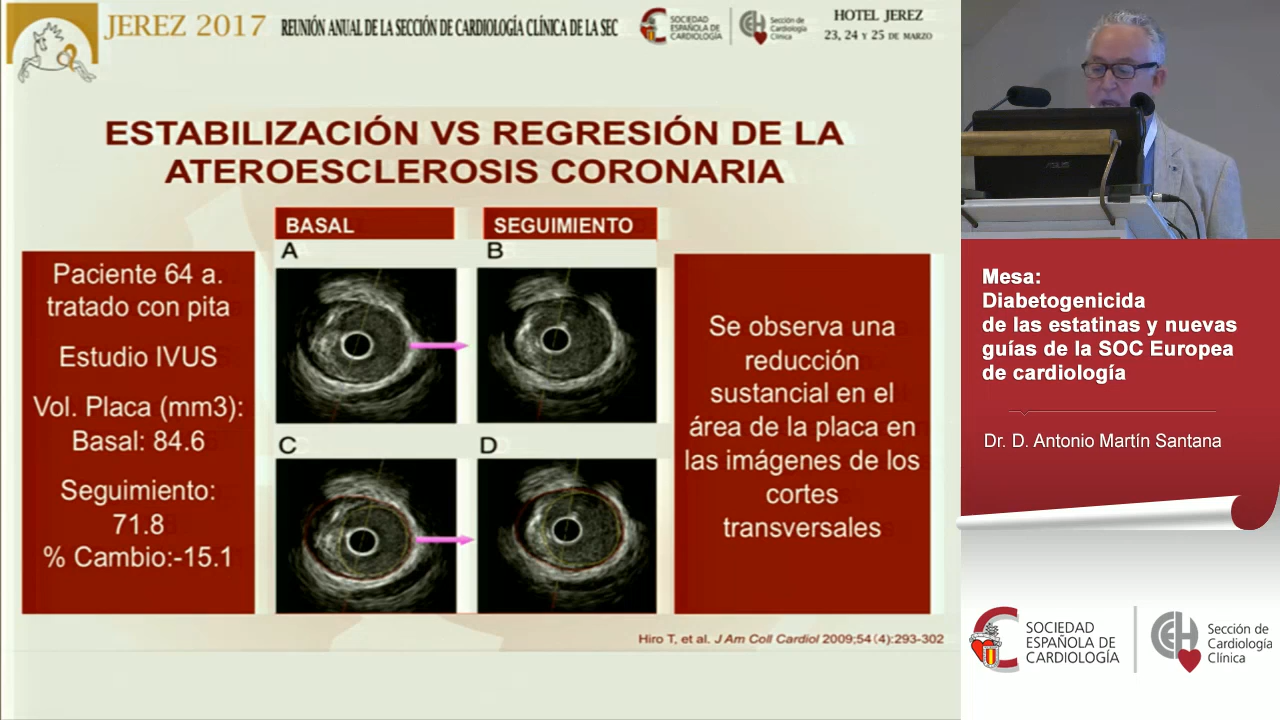 JEREZ 2017
REUNIÓN ANUAL DE LA SECCIÓN DE CARDIOLOGÍA CLÍNICA DE LA SEC
SOCIEDAD
ESPAÑOLA DE
CARDIOLOGÍA
Sección de
Cardiología
Clínica
HOTEL JEREZ
23, 24 Y 25 DE MARZO
ESTABILIZACIÓN VS REGRESIÓN DE LA
ATEROESCLEROSIS CORONARIA
BASAL
SEGUIMIENTO
A
B
C
D
Paciente 64 a.
tratado con pita
Estudio IVUS
Vol. Placa (mm3):
Basal: 84.6
Seguimiento:
71.8
% Cambio:-15.1
Se observa una
reducción
sustancial en el
área de la placa en
las imágenes de los
cortes
transversales
Hiro T, et al. J Am Coll Cardiol 2009;54(4):293-302
Mesa:
Diabetogenicida
de las estatinas y nuevas
guías de la SOC Europea
de cardiología
Dr. D. Antonio Martín Santana
SOCIEDAD
ESPAÑOLA DE
CARDIOLOGÍA
Sección de
Cardiología
Clínica